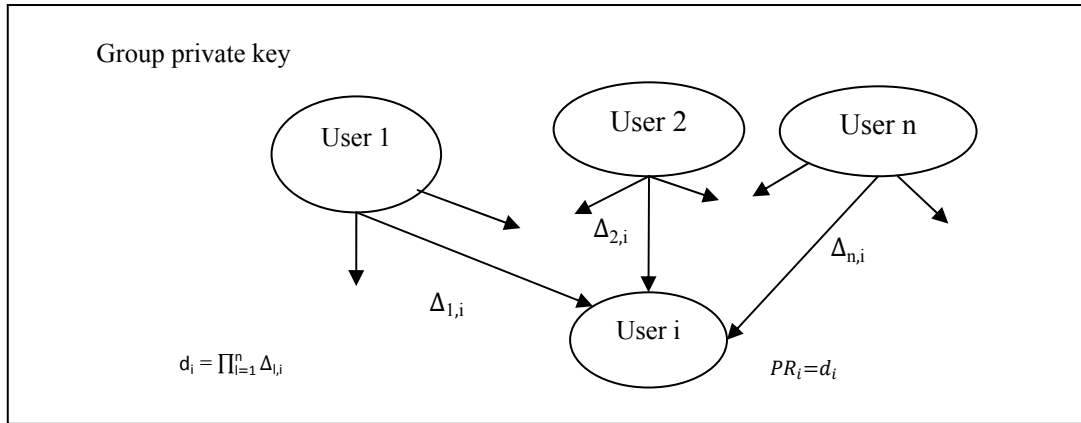 Group private key
User 1
User 2
User n
Δ2,i
Δn,i
Δ1,i
User i
dᵢ = ∏ⁿₗ₌₁ Δₗ,ᵢ
PRᵢ=dᵢ